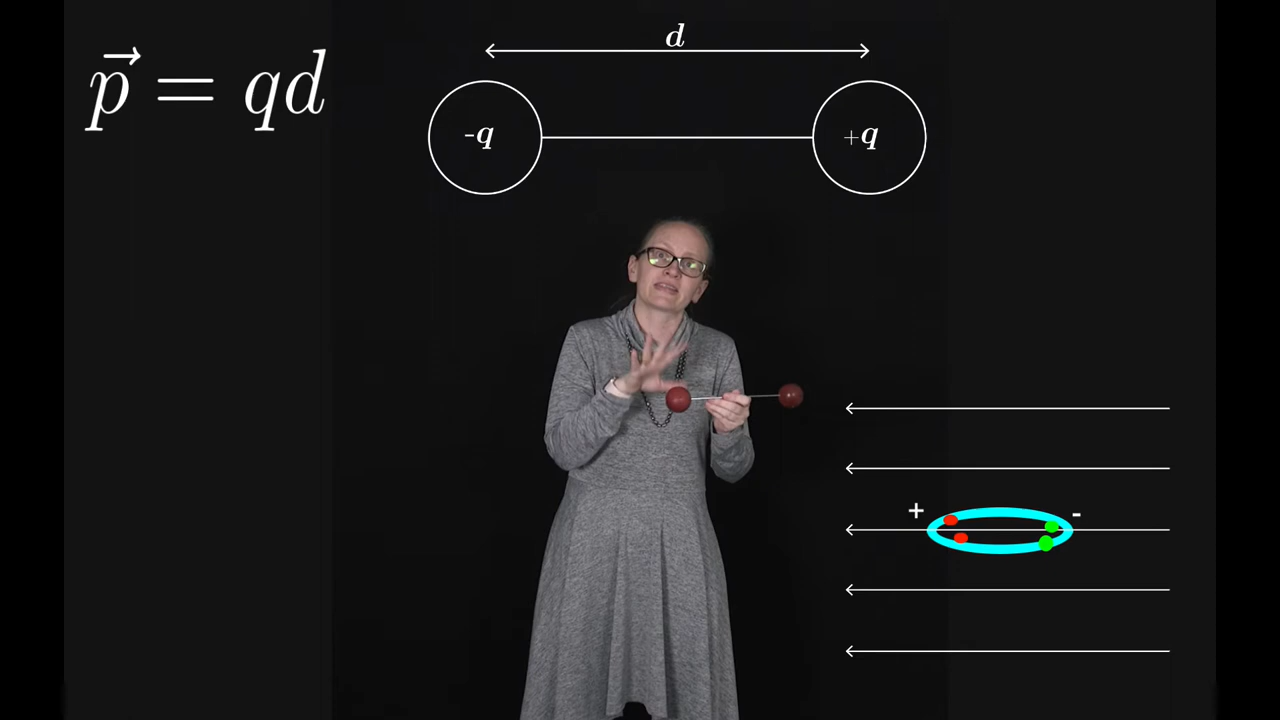 d
p⃗ = qd
-q
+q
+
-